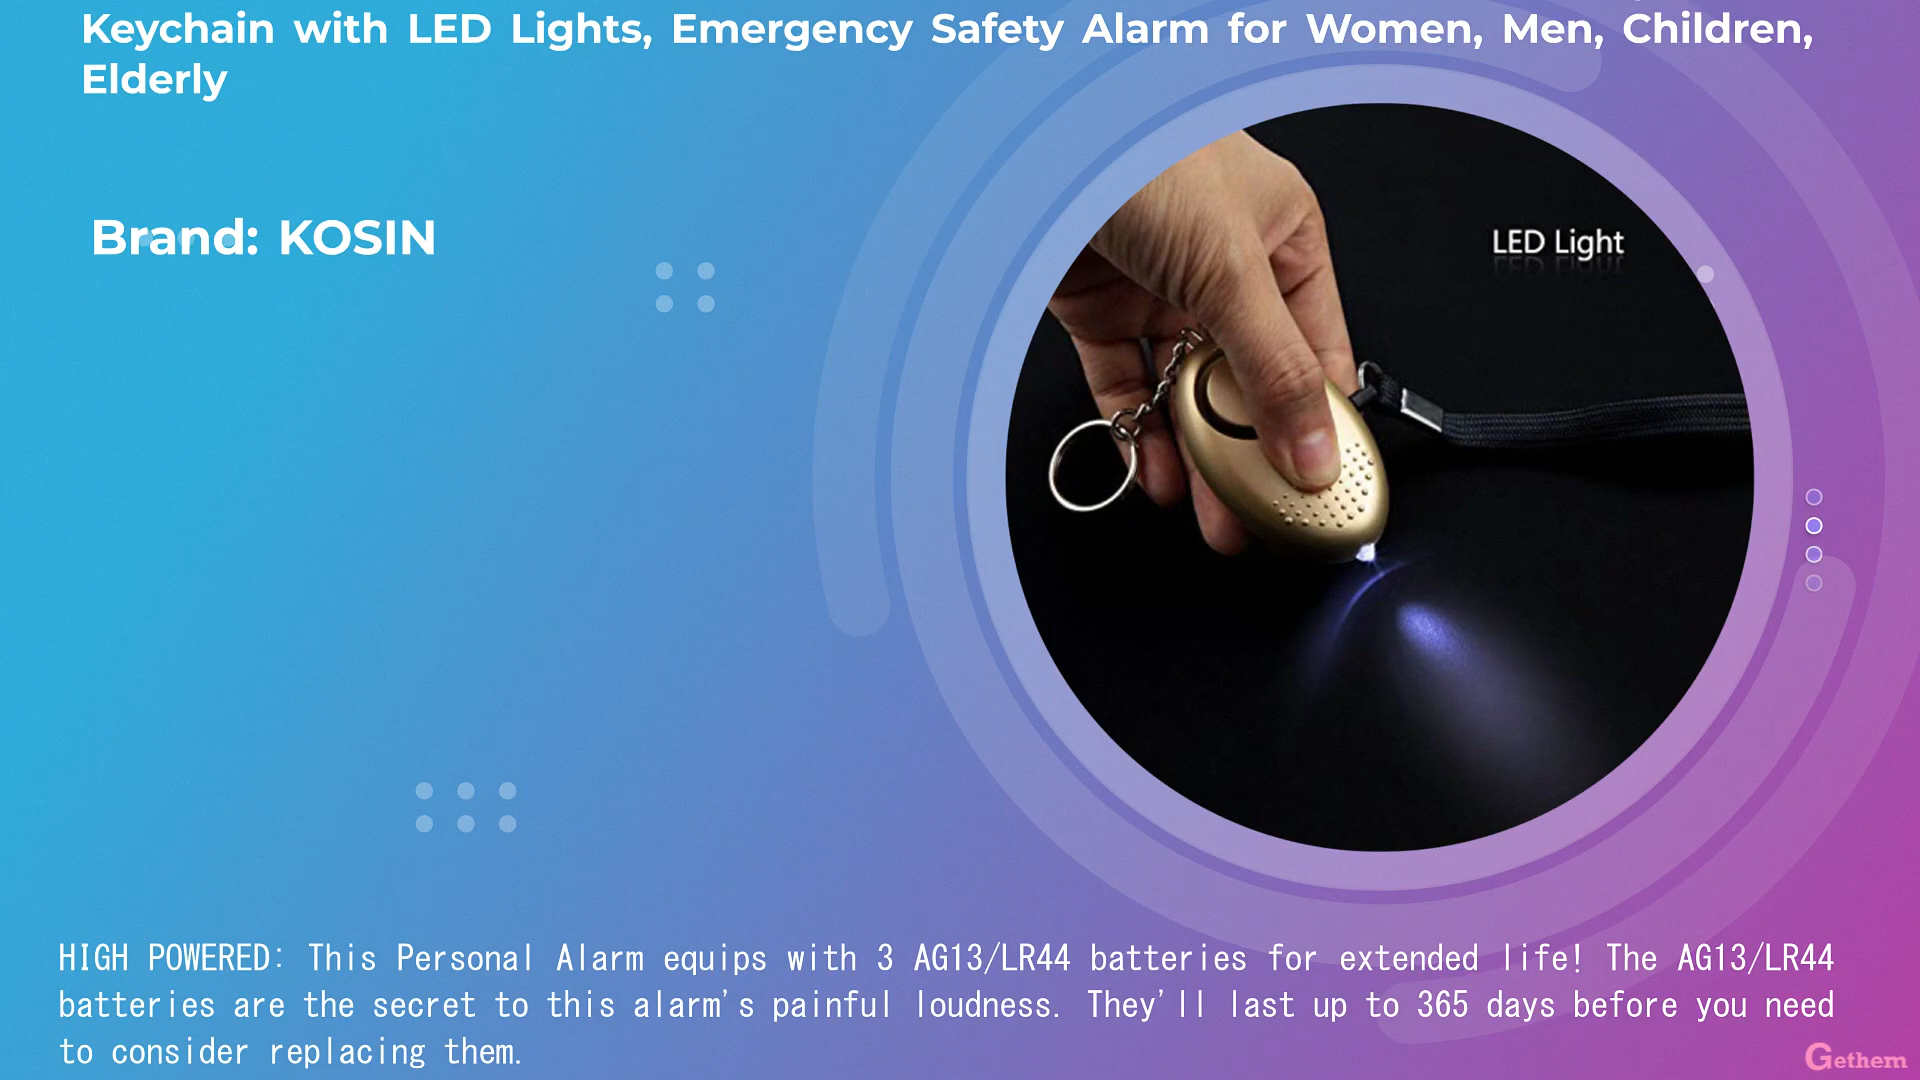 Keychain with LED Lights, Emergency Safety Alarm for Women, Men, Children,
Elderly
Brand: KOSIN
LED Light
HIGH POWERED: This Personal Alarm equips with 3 AG13/LR44 batteries for extended life! The AG13/LR44
batteries are the secret to this alarm's painful loudness. They'll last up to 365 days before you need
to consider replacing them.
Gethem